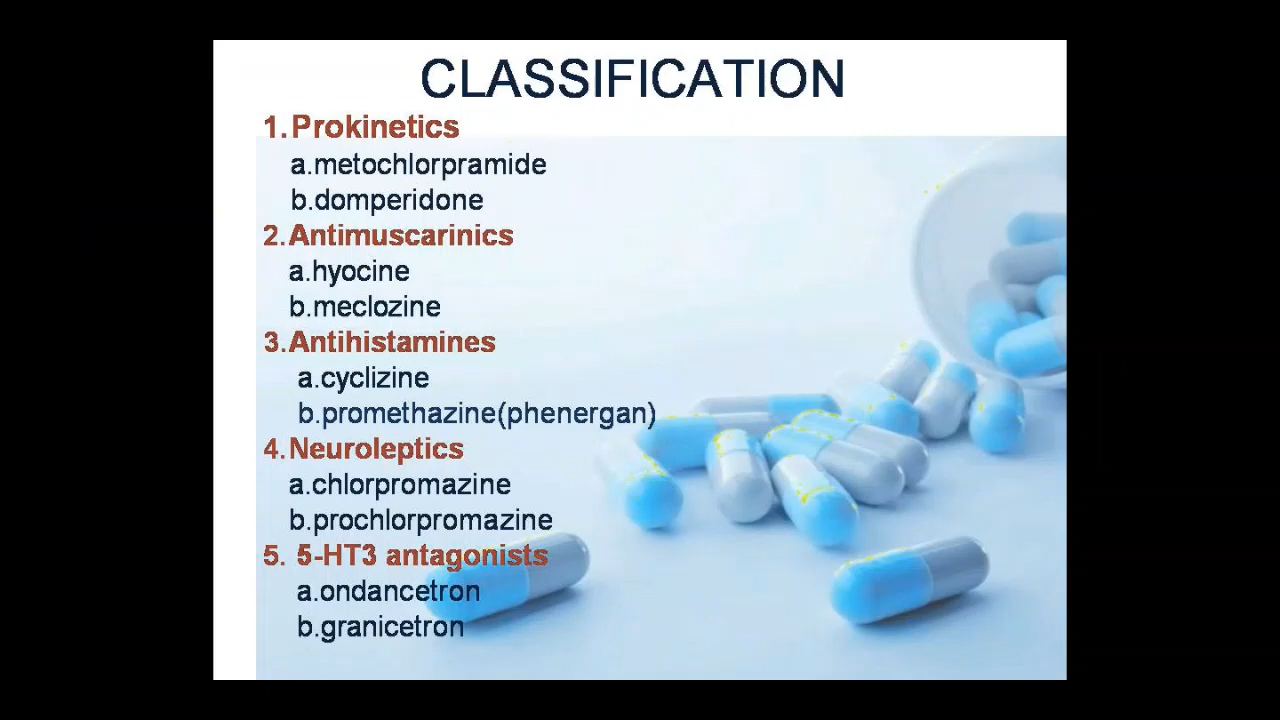 CLASSIFICATION
1.Prokinetics
a.metochlorpramide
b.domperidone
2.Antimuscarinics
a.hyocine
b.meclozine
3.Antihistamines
a.cyclizine
b.promethazine(phenergan)
4.Neuroleptics
a.chlorpromazine
b.prochlorpromazine
5. 5-HT3 antagonists
a.ondancetron
b.granicetron